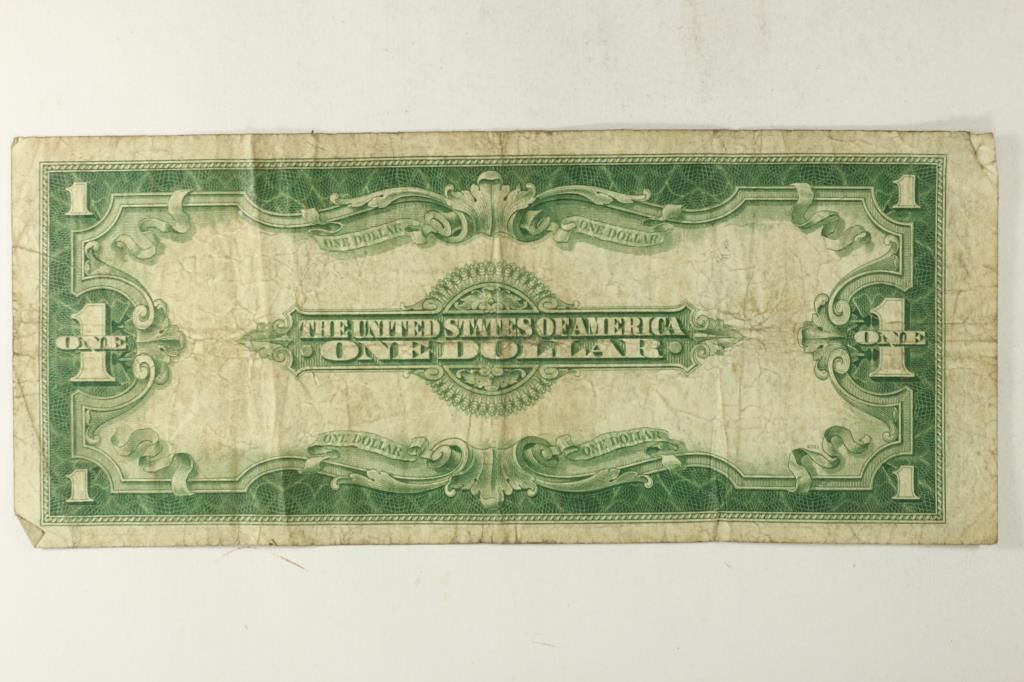 1 1
ONE DOLLAR ONE DOLLAR
THE UNITED STATES OF AMERICA
1 ONE 1 ONE
ONE DOLLAR
ONE DOLLAR ONE DOLLAR
1 1